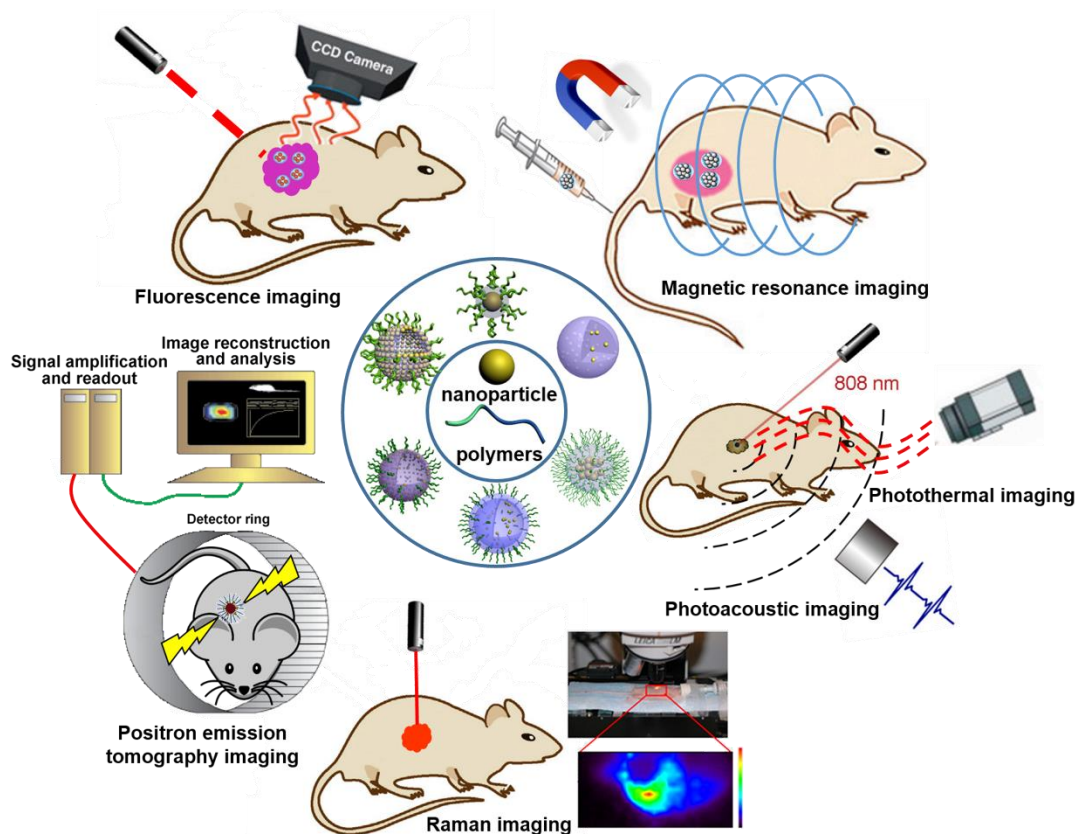 CCD Camera
Fluorescence imaging
Magnetic resonance imaging
Signal amplification
and readout
Image reconstruction
and analysis
nanoparticle
polymers
808 nm
Photothermal imaging
Detector ring
Photoacoustic imaging
Positron emission
tomography imaging
Raman imaging